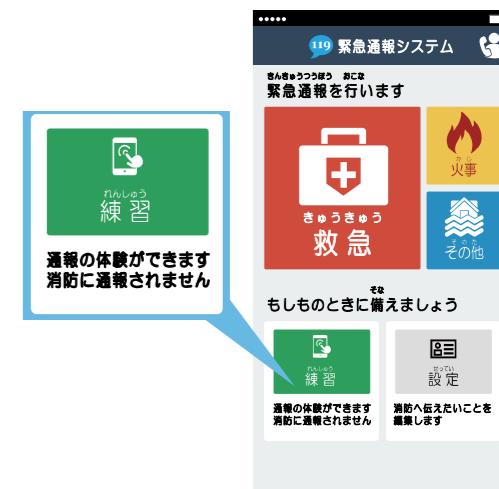 れんしゅう
練習
通報の体験ができます
消防に通報されません
119 緊急通報システム
きんきゅうつうほう おこな
緊急通報を行います
きゅうきゅう
救急
かじ
火事
そのた
その他
そな
もしものときに備えましょう
れんしゅう
練習
通報の体験ができます
消防に通報されません
せってい
設定
消防へ伝えたいことを
編集します